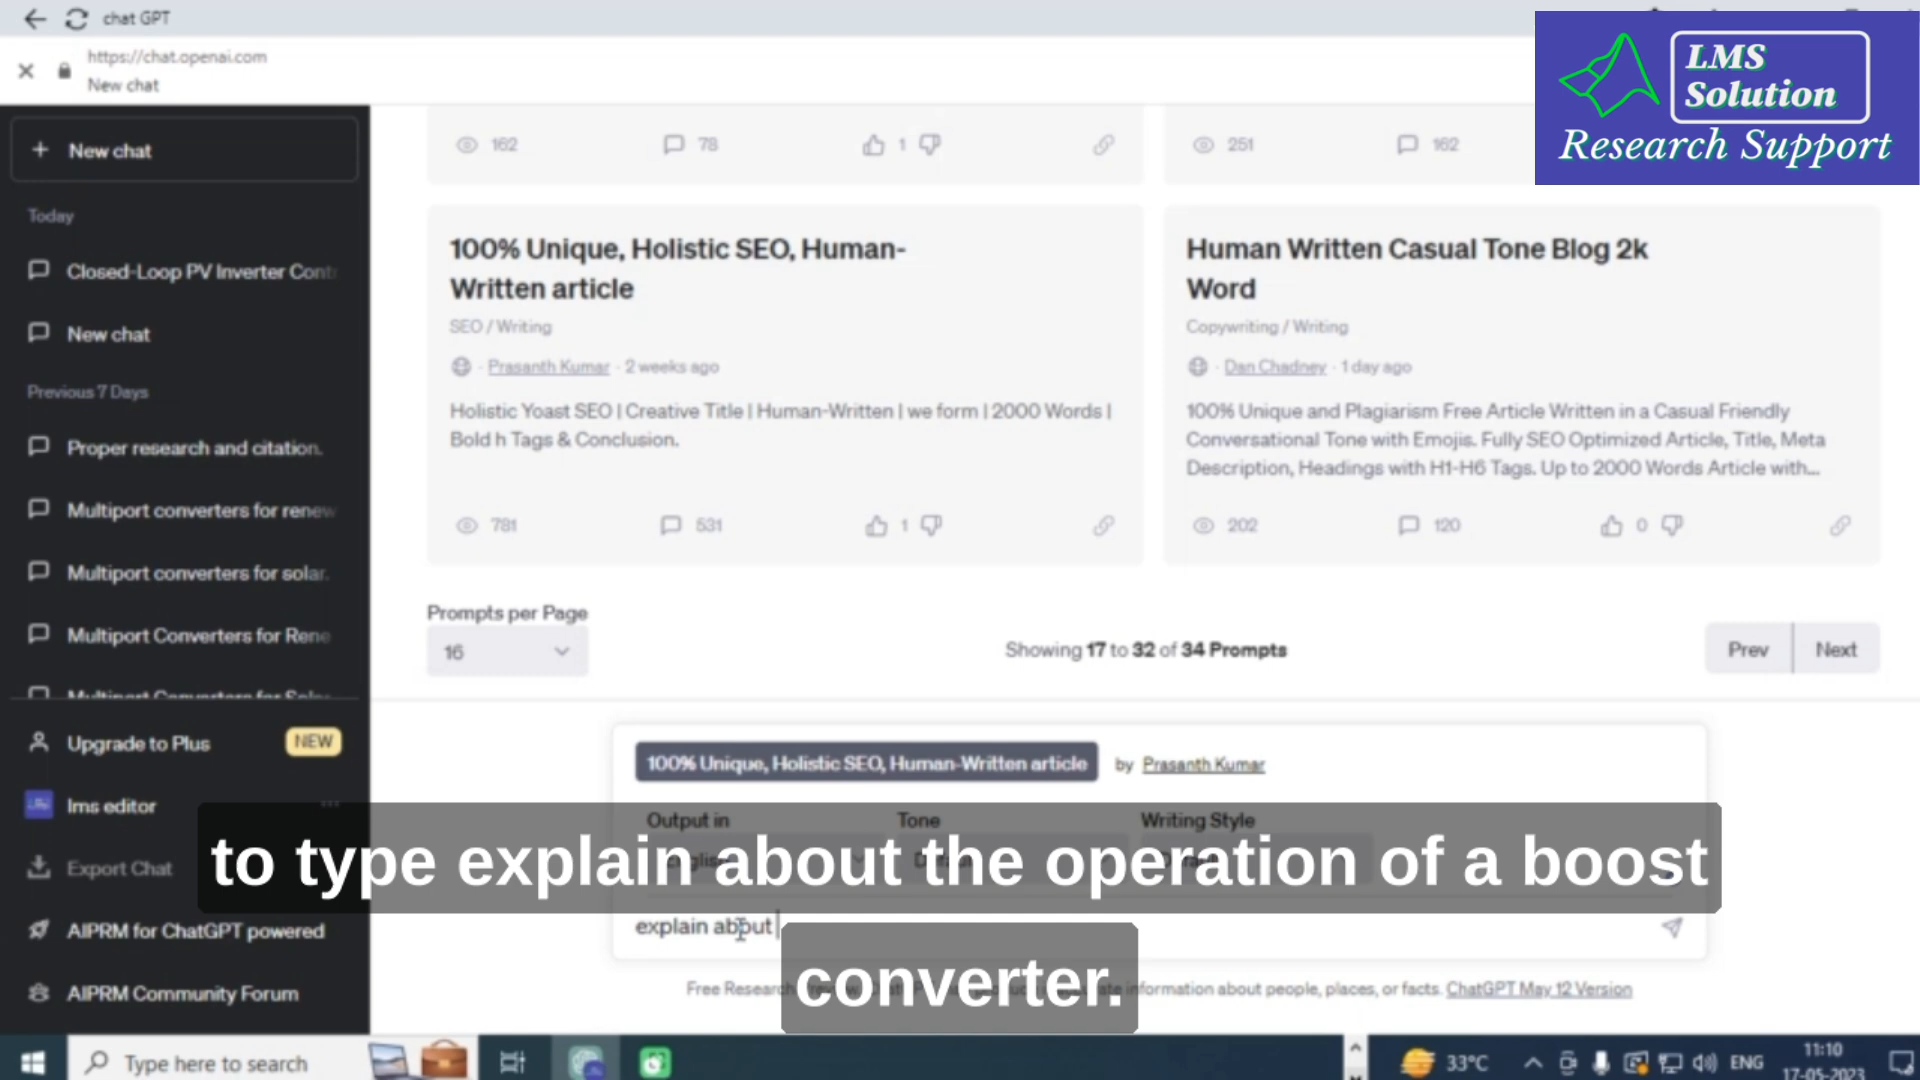 chat GPT
https://chat.openai.com
New chat
LMS
Solution
Research Support
New chat
Today
Closed-Loop PV Inverter Cont
New chat
Previous 7 Days
Proper research and citation.
Multiport converters for renew
Multiport converters for solar.
Multiport Converters for Rene
Multiport Converters for Solar
Upgrade to Plus
NEW
lms editor
Export Chat
AIPRM for ChatGPT powered
AIPRM Community Forum
162 78 1
251 162
100% Unique, Holistic SEO, Human-
Written article
SEO / Writing
· Prasanth Kumar · 2 weeks ago
Holistic Yoast SEO | Creative Title | Human-Written | we form | 2000 Words |
Bold h Tags & Conclusion.
781 531 1
Human Written Casual Tone Blog 2k
Word
Copywriting / Writing
· Dan Chadney · 1 day ago
100% Unique and Plagiarism Free Article Written in a Casual Friendly
Conversational Tone with Emojis. Fully SEO Optimized Article, Title, Meta
Description, Headings with H1-H6 Tags. Up to 2000 Words Article with...
202 120 0
Prompts per Page
16
Showing 17 to 32 of 34 Prompts
Prev Next
100% Unique, Holistic SEO, Human-Written article by Prasanth Kumar
Output in Tone Writing Style
English
to type explain about the operation of a boost
converter.
explain about
Free Research information about people, places, or facts. ChatGPT May 12 Version
Type here to search
33°C
ENG
11:10
17-05-2023